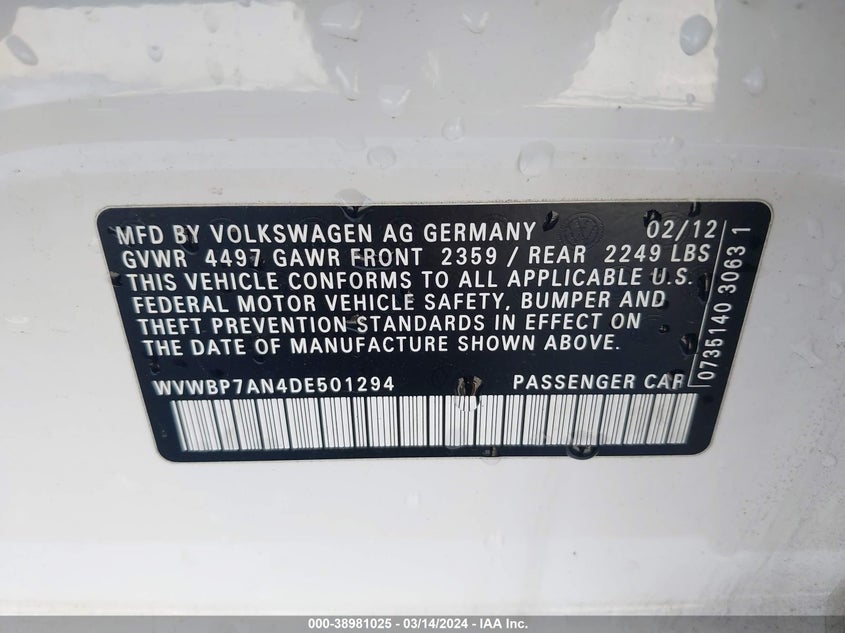 MFD BY VOLKSWAGEN AG GERMANY 02/12
GVWR 4497 GAWR FRONT 2359 / REAR 2249 LBS
THIS VEHICLE CONFORMS TO ALL APPLICABLE U.S.
FEDERAL MOTOR VEHICLE SAFETY, BUMPER AND
THEFT PREVENTION STANDARDS IN EFFECT ON
THE DATE OF MANUFACTURE SHOWN ABOVE.
WVWBP7AN4DE501294 PASSENGER CAR
0735140 3063 1
000-38981025 - 03/14/2024 - IAA Inc.